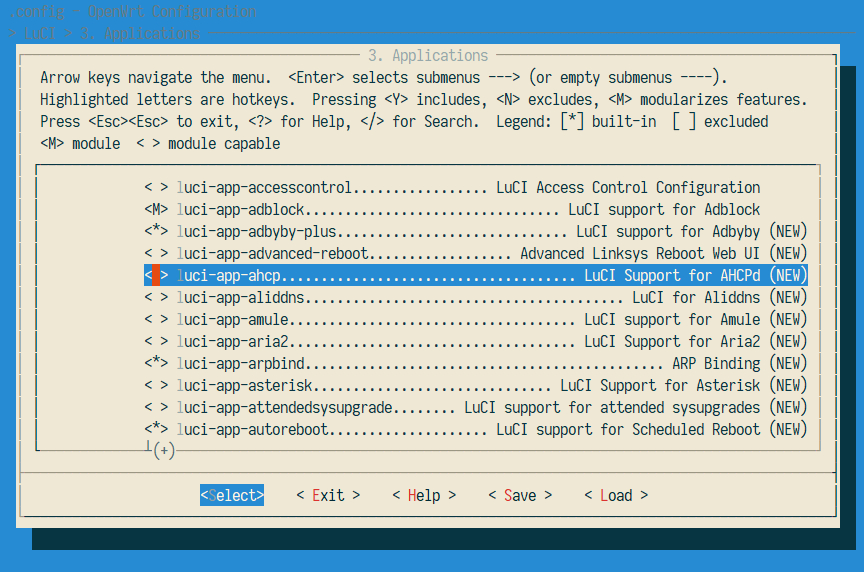 .config - OpenWrt Configuration
> LuCI > 3. Applications
3. Applications
Arrow keys navigate the menu.  <Enter> selects submenus ---> (or empty submenus ----).
Highlighted letters are hotkeys.  Pressing <Y> includes, <N> excludes, <M> modularizes features.
Press <Esc><Esc> to exit, <?> for Help, </> for Search.  Legend: [*] built-in  [ ] excluded
<M> module  < > module capable
< > luci-app-accesscontrol................. LuCI Access Control Configuration
<M> luci-app-adblock................................ LuCI support for Adblock
<*> luci-app-adbyby-plus............................. LuCI support for Adbyby (NEW)
< > luci-app-advanced-reboot.................. Advanced Linksys Reboot Web UI (NEW)
< > luci-app-ahcp..................................... LuCI Support for AHCPd (NEW)
< > luci-app-aliddns........................................ LuCI for Aliddns (NEW)
< > luci-app-amule.................................... LuCI support for Amule (NEW)
< > luci-app-aria2.................................... LuCI Support for Aria2 (NEW)
<*> luci-app-arpbind............................................. ARP Binding (NEW)
< > luci-app-asterisk.............................. LuCI Support for Asterisk (NEW)
< > luci-app-attendedsysupgrade........ LuCI support for attended sysupgrades (NEW)
<*> luci-app-autoreboot.................... LuCI support for Scheduled Reboot (NEW)
(+)
<Select>    < Exit >    < Help >    < Save >    < Load >